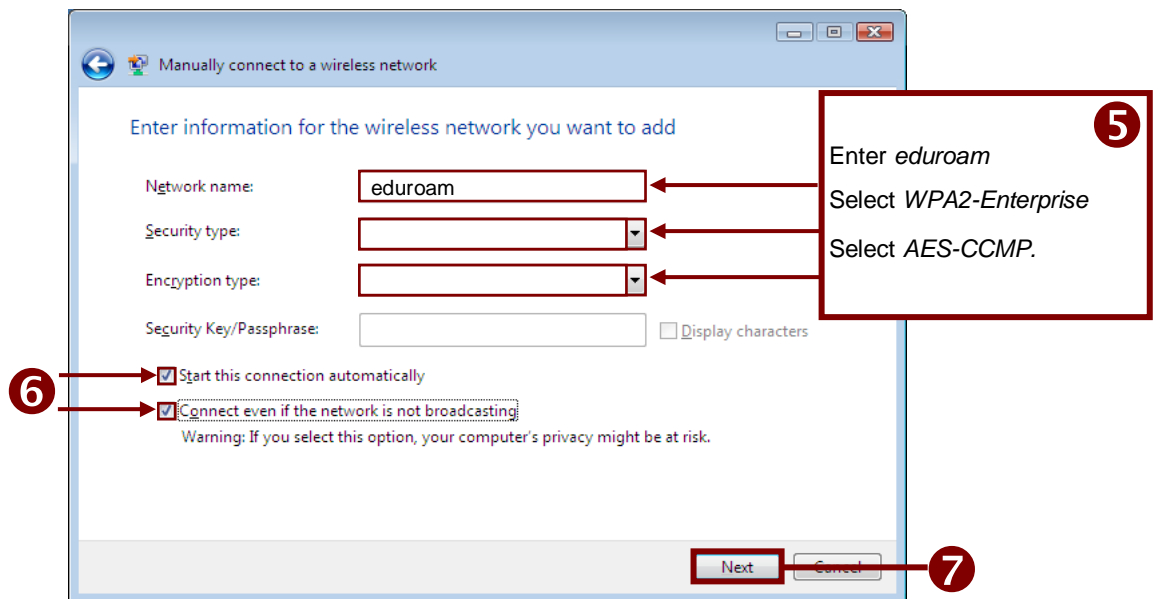 Manually connect to a wireless network
Enter information for the wireless network you want to add
5
Enter eduroam
Network name:
eduroam
Select WPA2-Enterprise
Security type:
Select AES-CCMP.
Encryption type:
Security Key/Passphrase:
Display characters
6
Start this connection automatically
Connect even if the network is not broadcasting
Warning: If you select this option, your computer's privacy might be at risk.
Next
Cancel
7